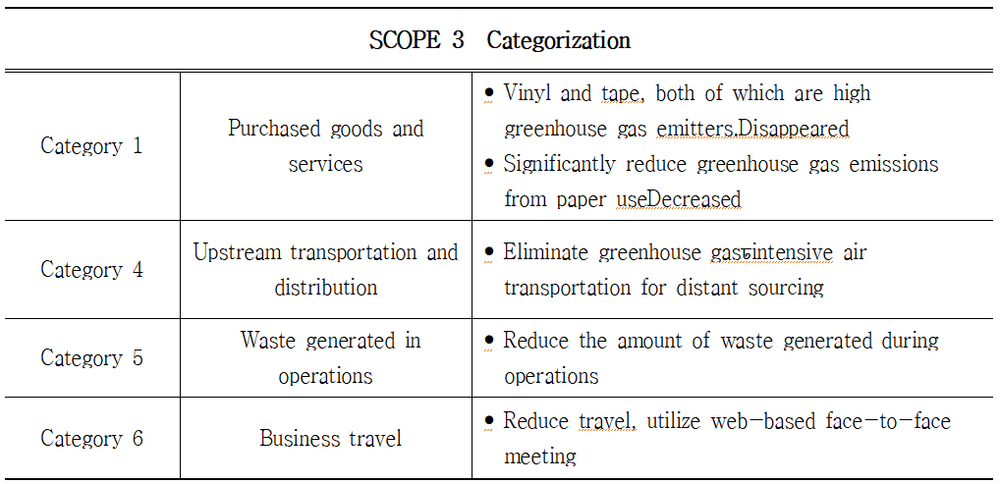 SCOPE 3 Categorization
Category 1
Purchased goods and
services
• Vinyl and tape, both of which are high
greenhouse gas emitters.Disappeared
• Significantly reduce greenhouse gas emissions
from paper useDecreased
Category 4
Upstream transportation and
distribution
• Eliminate greenhouse air
transportation for distant sourcing
Category 5
Waste generated in
operations
• Reduce the amount of waste generated during
operations
Category 6
Business travel
• Reduce travel, utilize web-based face-to-face
meeting